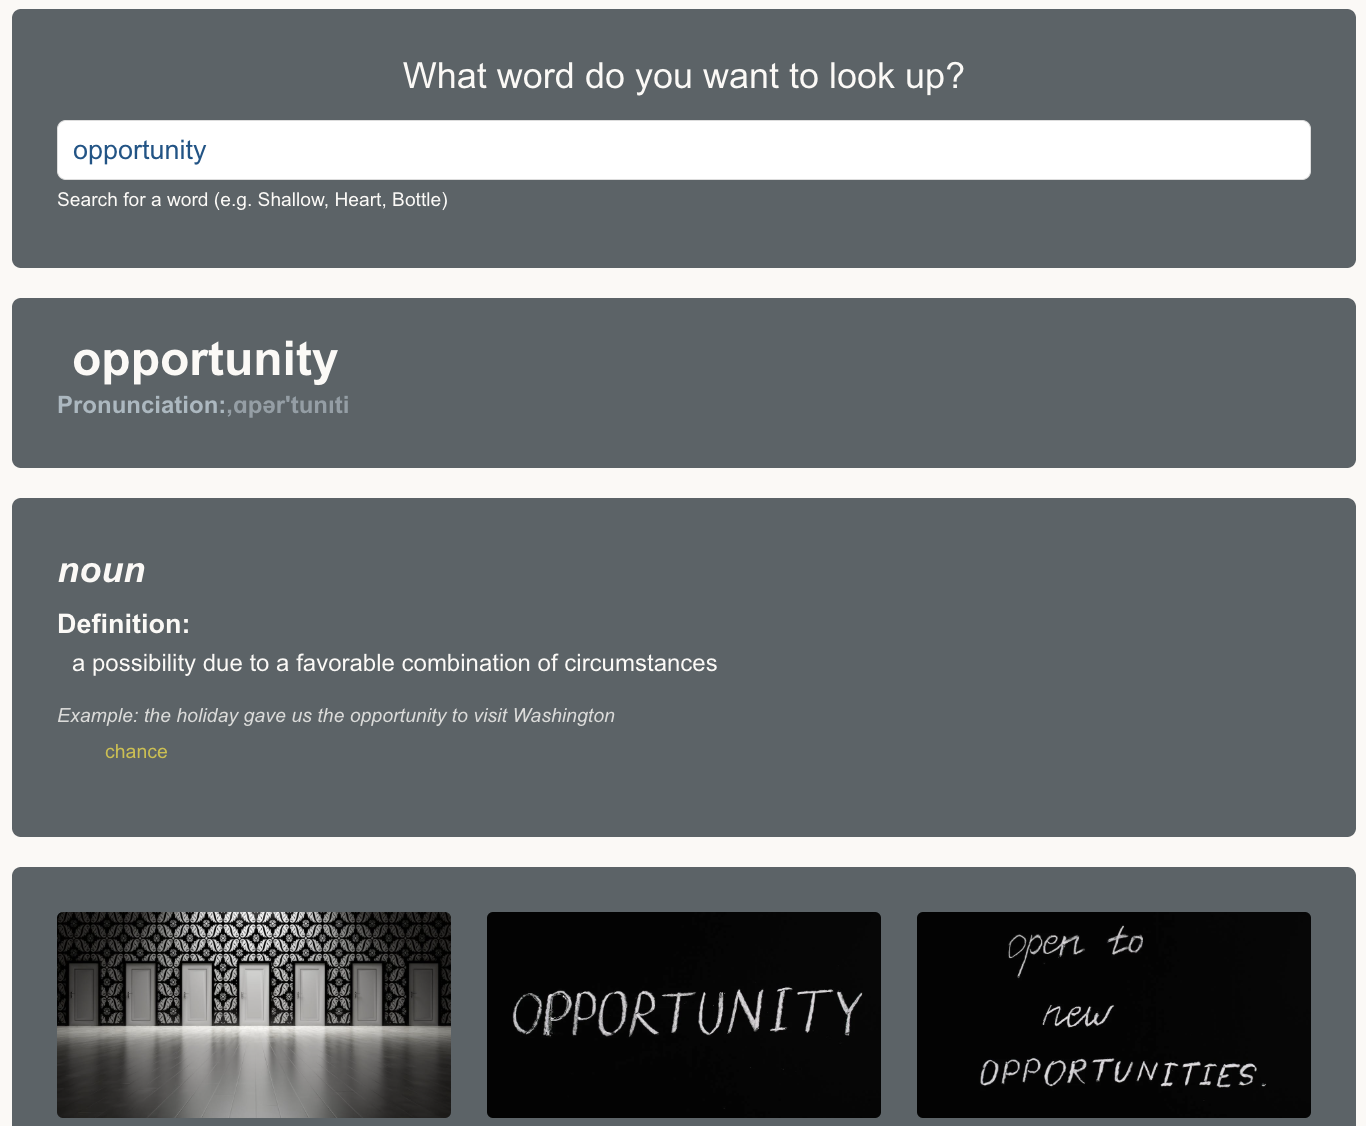 What word do you want to look up?
opportunity
Search for a word (e.g. Shallow, Heart, Bottle)
opportunity
Pronunciation:,ɑpər'tunɪti
noun
Definition:
a possibility due to a favorable combination of circumstances
Example: the holiday gave us the opportunity to visit Washington
chance
OPPORTUNITY
open to
new
OPPORTUNITIES.